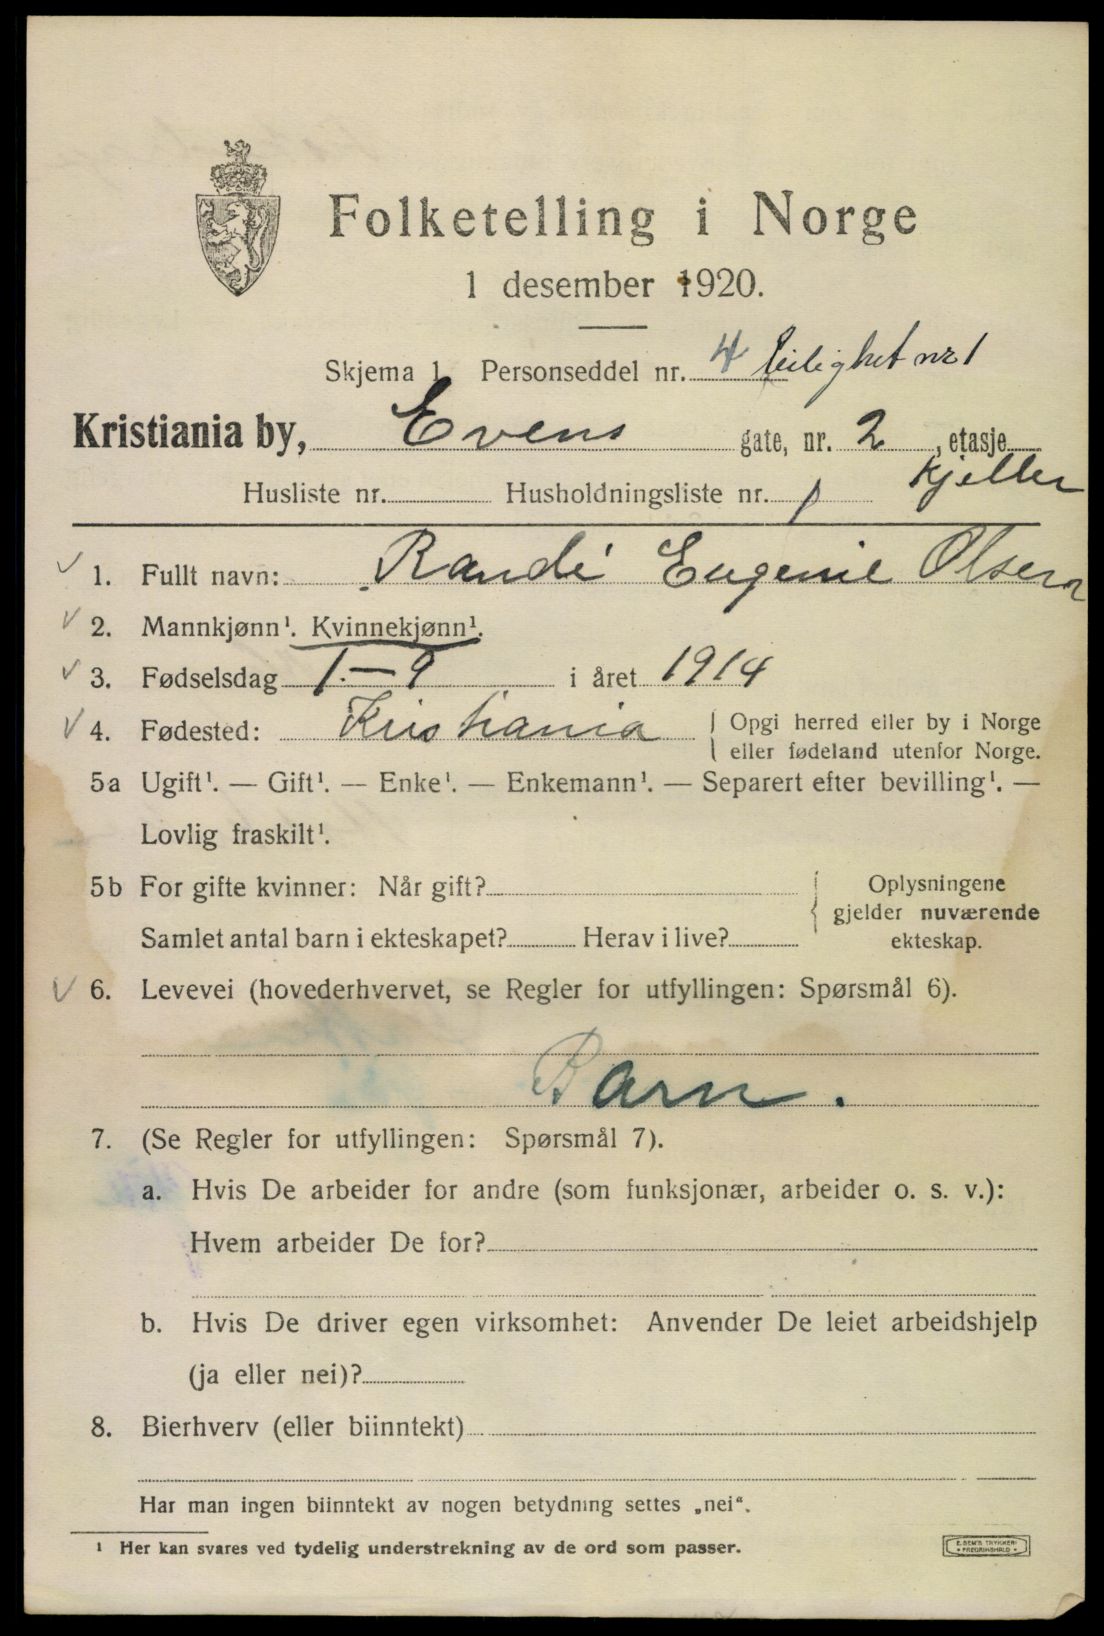 Folketelling i Norge
1 desember 1920.
Skjema 1 Personseddel nr. 4 leilighet nr 1
Kristiania by, Evens gate, nr. 2, etasje kjeller
Husliste nr. Husholdningsliste nr. 1
1. Fullt navn: Randi Eugenie Olsen
2. Mannkjønn¹. Kvinnekjønn¹.
3. Fødselsdag 1.–9 i året 1914
4. Fødested: Kristiania Opgi herred eller by i Norge
eller fødeland utenfor Norge.
5a Ugift¹. — Gift¹. — Enke¹. — Enkemann¹. — Separert efter bevilling¹. —
Lovlig fraskilt¹.
5b For gifte kvinner: Når gift? Oplysningene
gjelder nuværende
Samlet antal barn i ekteskapet? Herav i live? ekteskap.
6. Levevei (hovederhvervet, se Regler for utfyllingen: Spørsmål 6).
Barn.
7. (Se Regler for utfyllingen: Spørsmål 7).
a. Hvis De arbeider for andre (som funksjonær, arbeider o. s. v.):
Hvem arbeider De for?
b. Hvis De driver egen virksomhet: Anvender De leiet arbeidshjelp
(ja eller nei)?
8. Bierhverv (eller biinntekt)
Har man ingen biinntekt av nogen betydning settes „nei“.
¹ Her kan svares ved tydelig understrekning av de ord som passer.
E. SEM'S TRYKKERI
FREDRIKSHALD